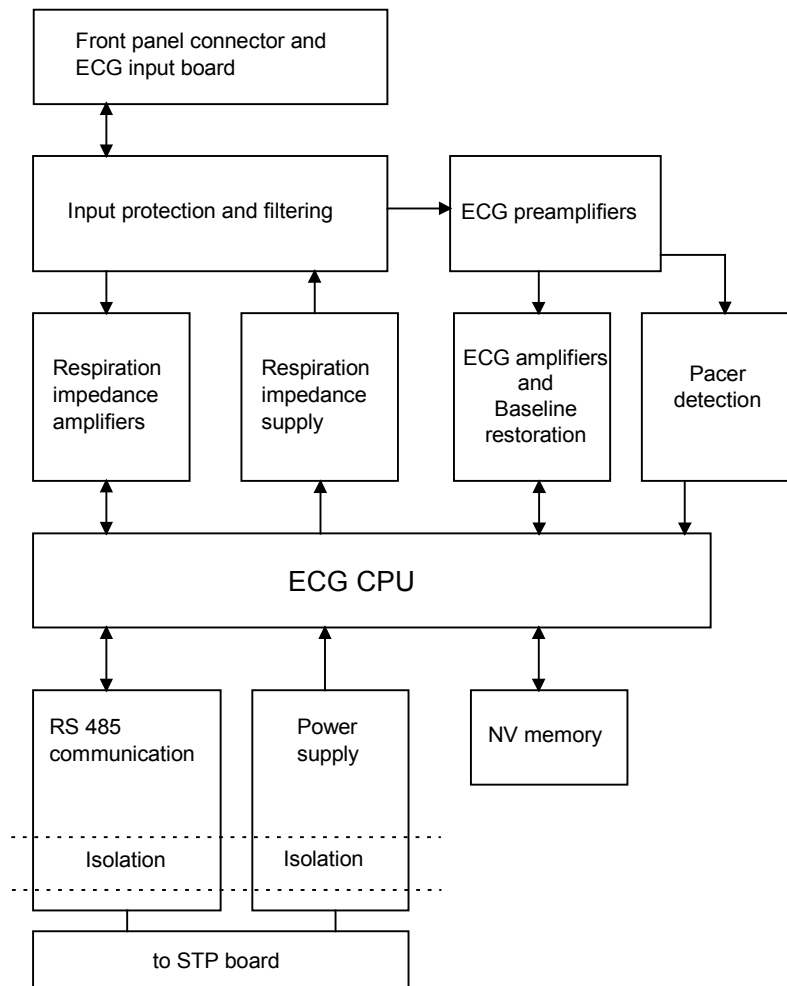 Front panel connector and
ECG input board
Input protection and filtering
ECG preamplifiers
Respiration
impedance
amplifiers
Respiration
impedance
supply
ECG amplifiers
and
Baseline
restoration
Pacer
detection
ECG CPU
RS 485
communication
Power
supply
NV memory
Isolation
Isolation
to STP board